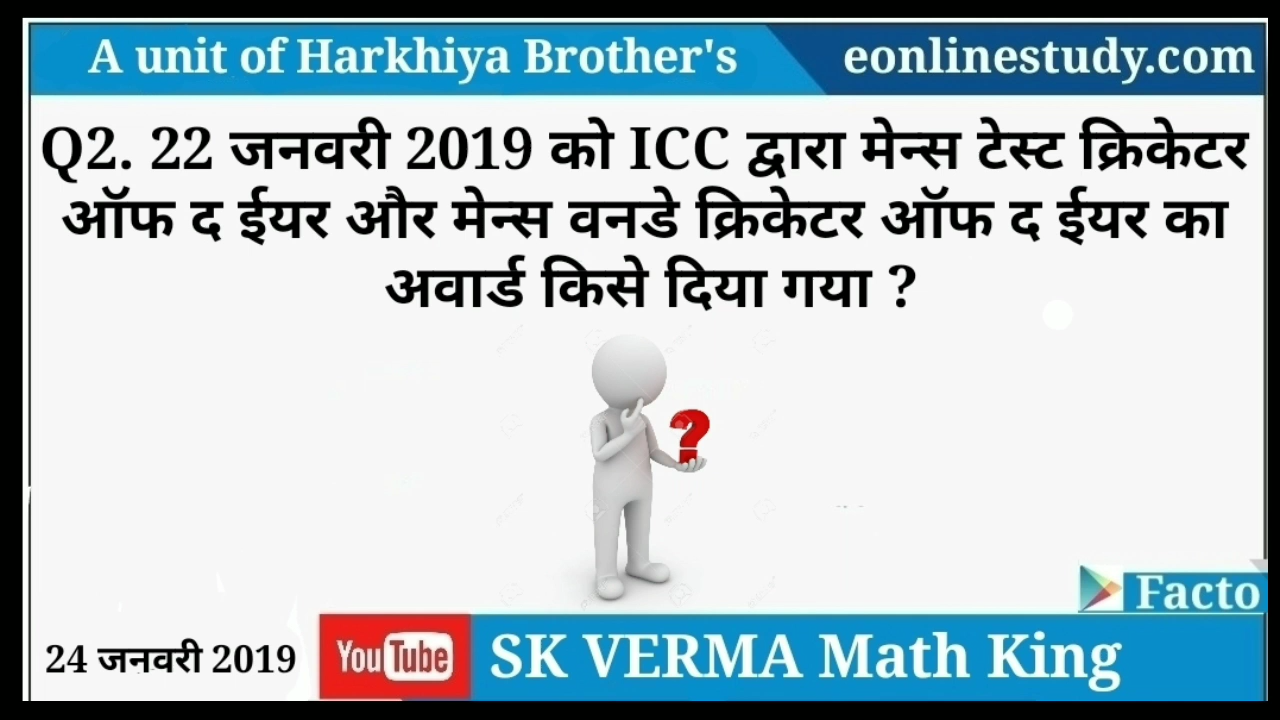 A unit of Harkhiya Brother's
eonlinestudy.com
Q2. 22 जनवरी 2019 को ICC द्वारा मेन्स टेस्ट क्रिकेटर
ऑफ द ईयर और मेन्स वनडे क्रिकेटर ऑफ द ईयर का
अवार्ड किसे दिया गया ?
?
Facto
24 जनवरी 2019
YouTube
SK VERMA Math King